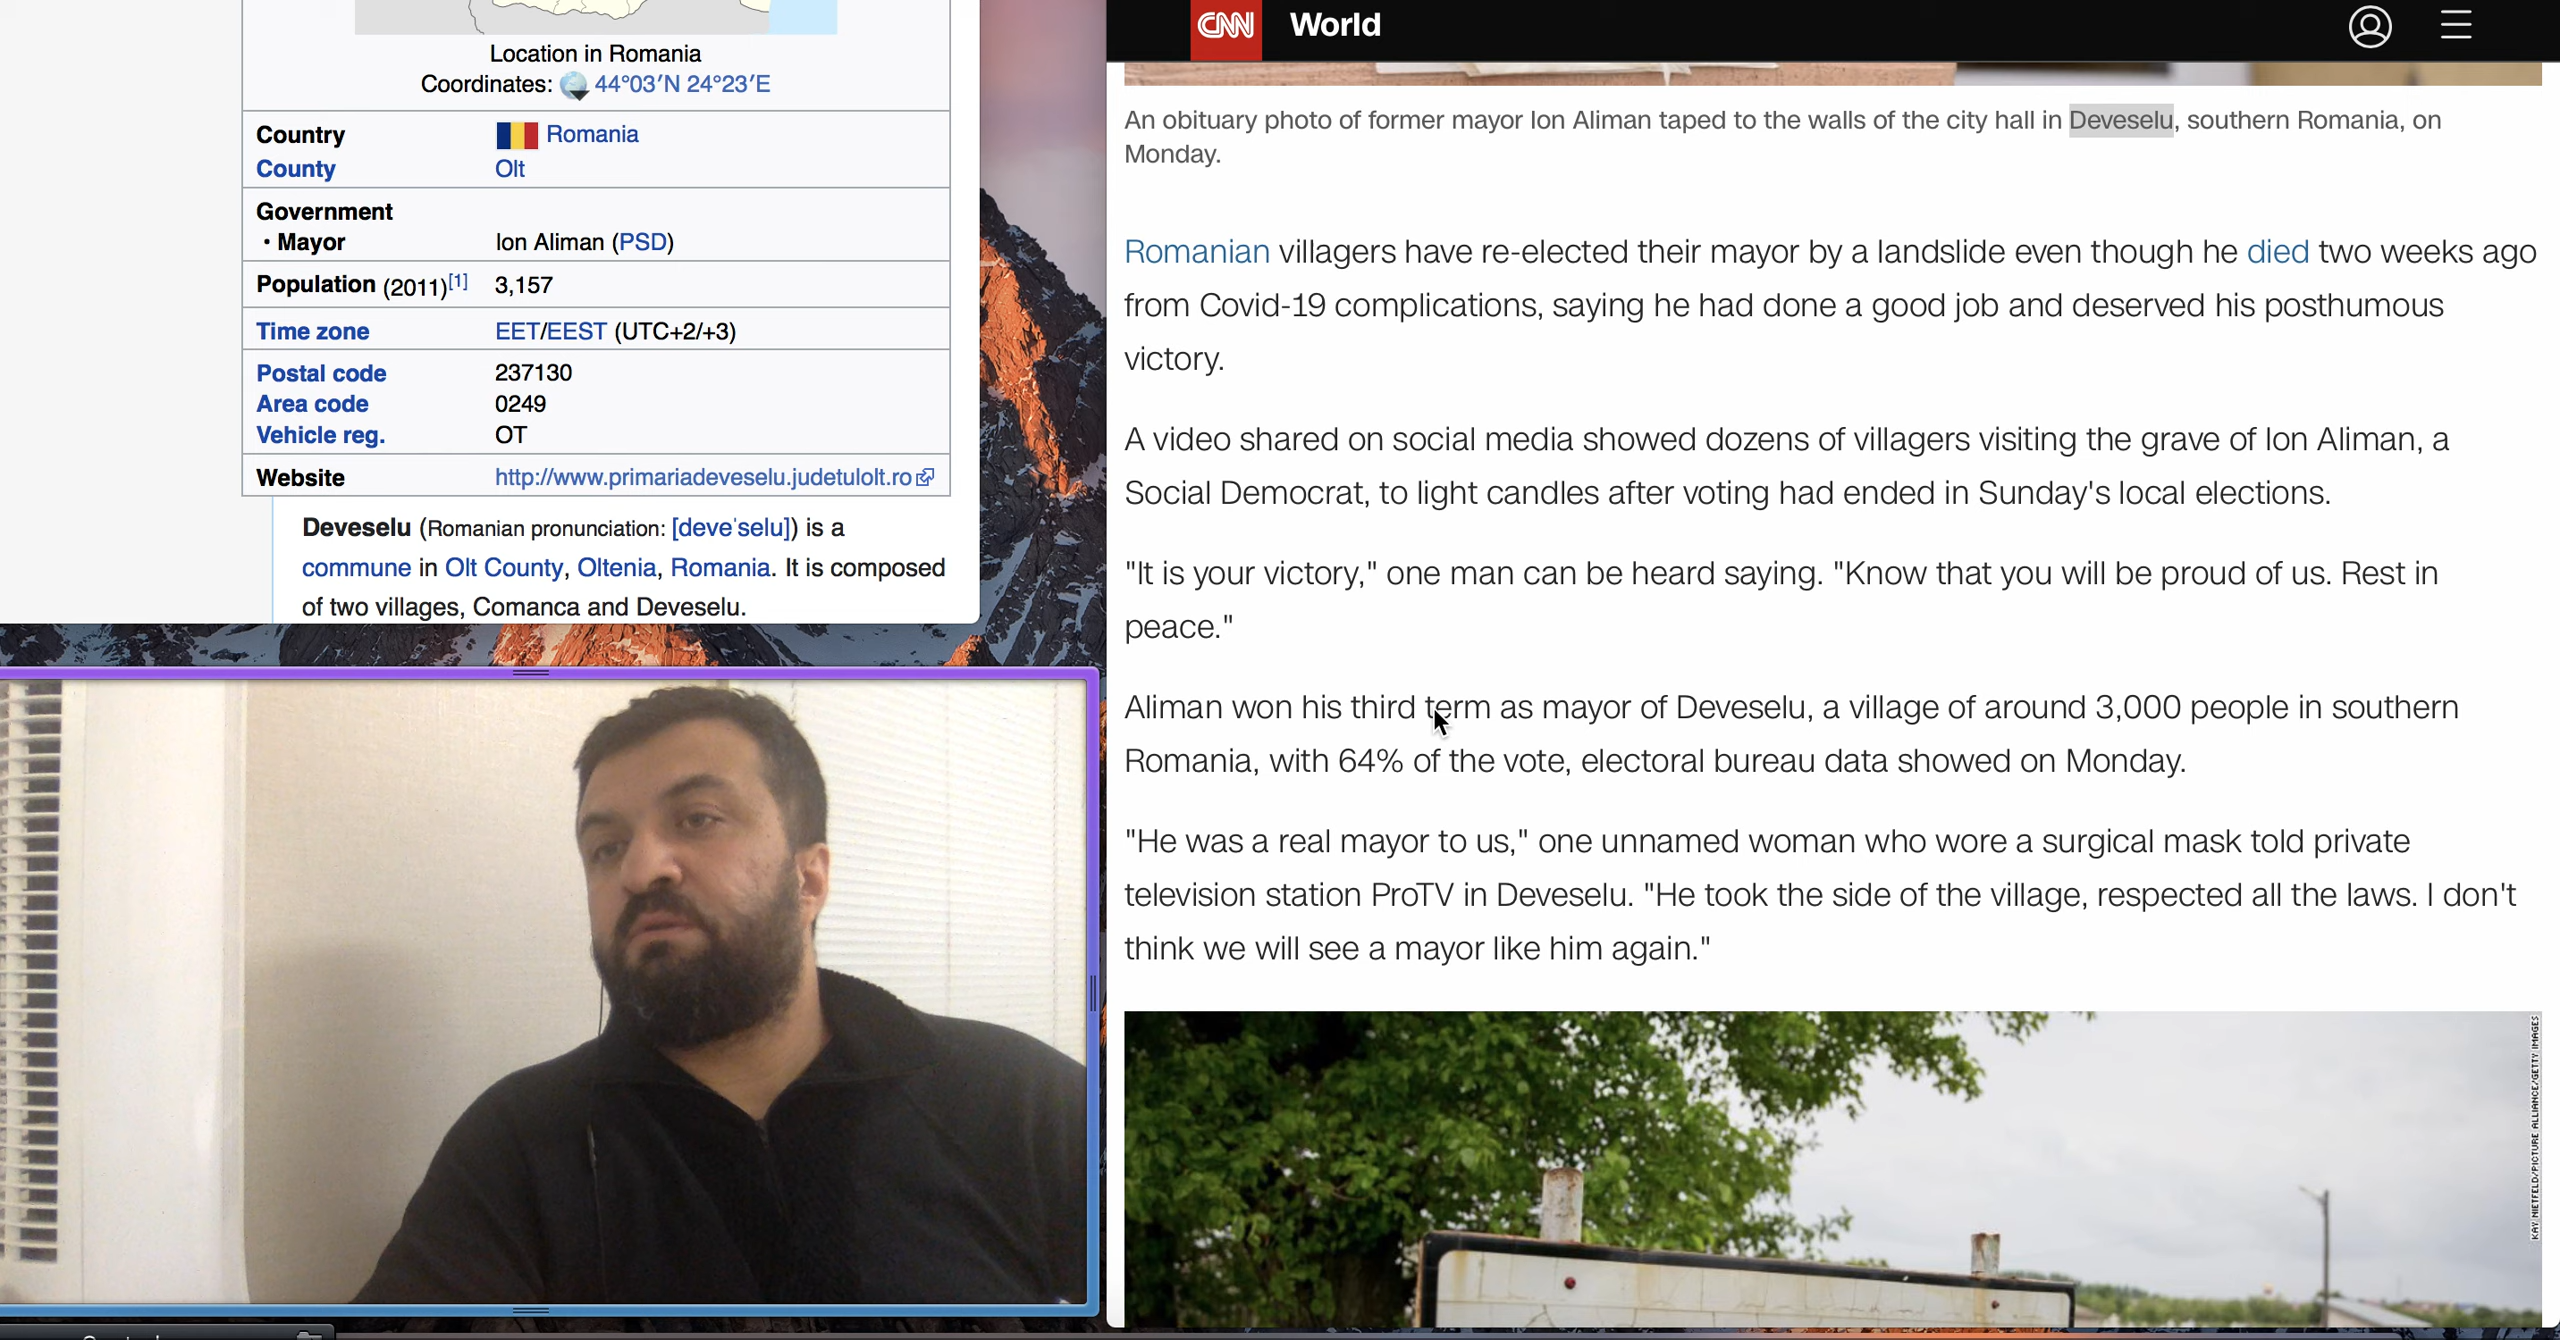 Location in Romania
Coordinates: 44°03′N 24°23′E
Country Romania
County Olt
Government
• Mayor Ion Aliman (PSD)
Population (2011)[1] 3,157
Time zone EET/EEST (UTC+2/+3)
Postal code 237130
Area code 0249
Vehicle reg. OT
Website http://www.primariadeveselu.judetulolt.ro
Deveselu (Romanian pronunciation: [deveˈselu]) is a
commune in Olt County, Oltenia, Romania. It is composed
of two villages, Comanca and Deveselu.
CNN World
An obituary photo of former mayor Ion Aliman taped to the walls of the city hall in Deveselu, southern Romania, on
Monday.
Romanian villagers have re-elected their mayor by a landslide even though he died two weeks ago
from Covid-19 complications, saying he had done a good job and deserved his posthumous
victory.
A video shared on social media showed dozens of villagers visiting the grave of Ion Aliman, a
Social Democrat, to light candles after voting had ended in Sunday's local elections.
"It is your victory," one man can be heard saying. "Know that you will be proud of us. Rest in
peace."
Aliman won his third term as mayor of Deveselu, a village of around 3,000 people in southern
Romania, with 64% of the vote, electoral bureau data showed on Monday.
"He was a real mayor to us," one unnamed woman who wore a surgical mask told private
television station ProTV in Deveselu. "He took the side of the village, respected all the laws. I don't
think we will see a mayor like him again."
KAY NIETFELD/PICTURE ALLIANCE/GETTY IMAGES